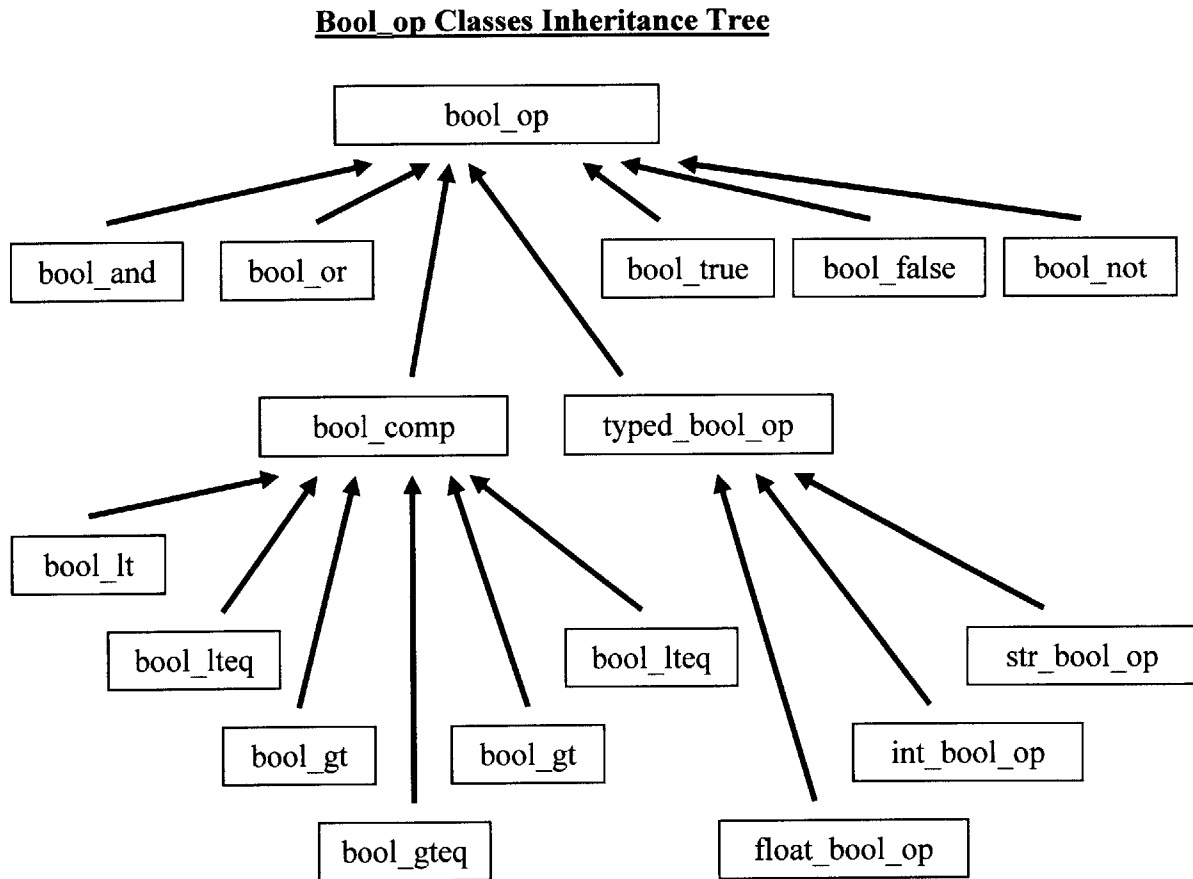 Bool_op Classes Inheritance Tree
bool_op
bool_and
bool_or
bool_true
bool_false
bool_not
bool_comp
typed_bool_op
bool_lt
bool_lteq
bool_lteq
str_bool_op
bool_gt
bool_gt
int_bool_op
bool_gteq
float_bool_op